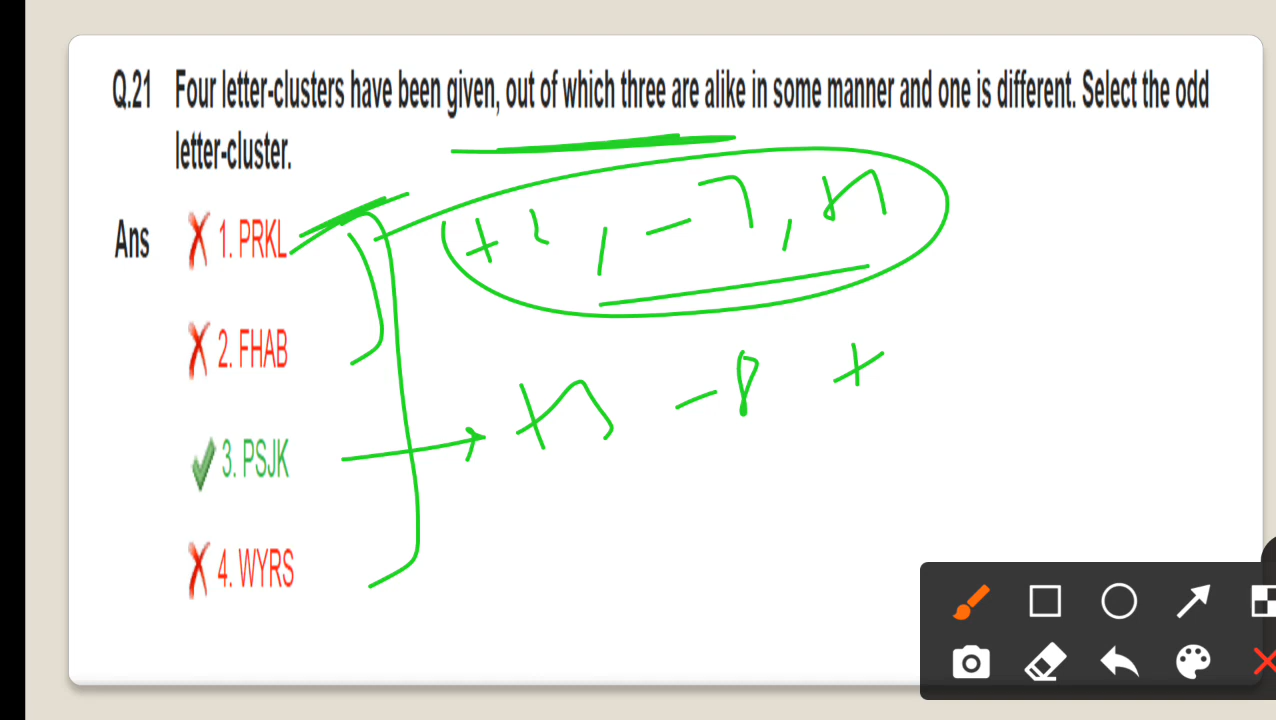 Q.21 Four letter-clusters have been given, out of which three are alike in some manner and one is different. Select the odd
letter-cluster.
Ans 1. PRKL
+2, -7, +1
2. FHAB
-8 +
3. PSJK
4. WYRS